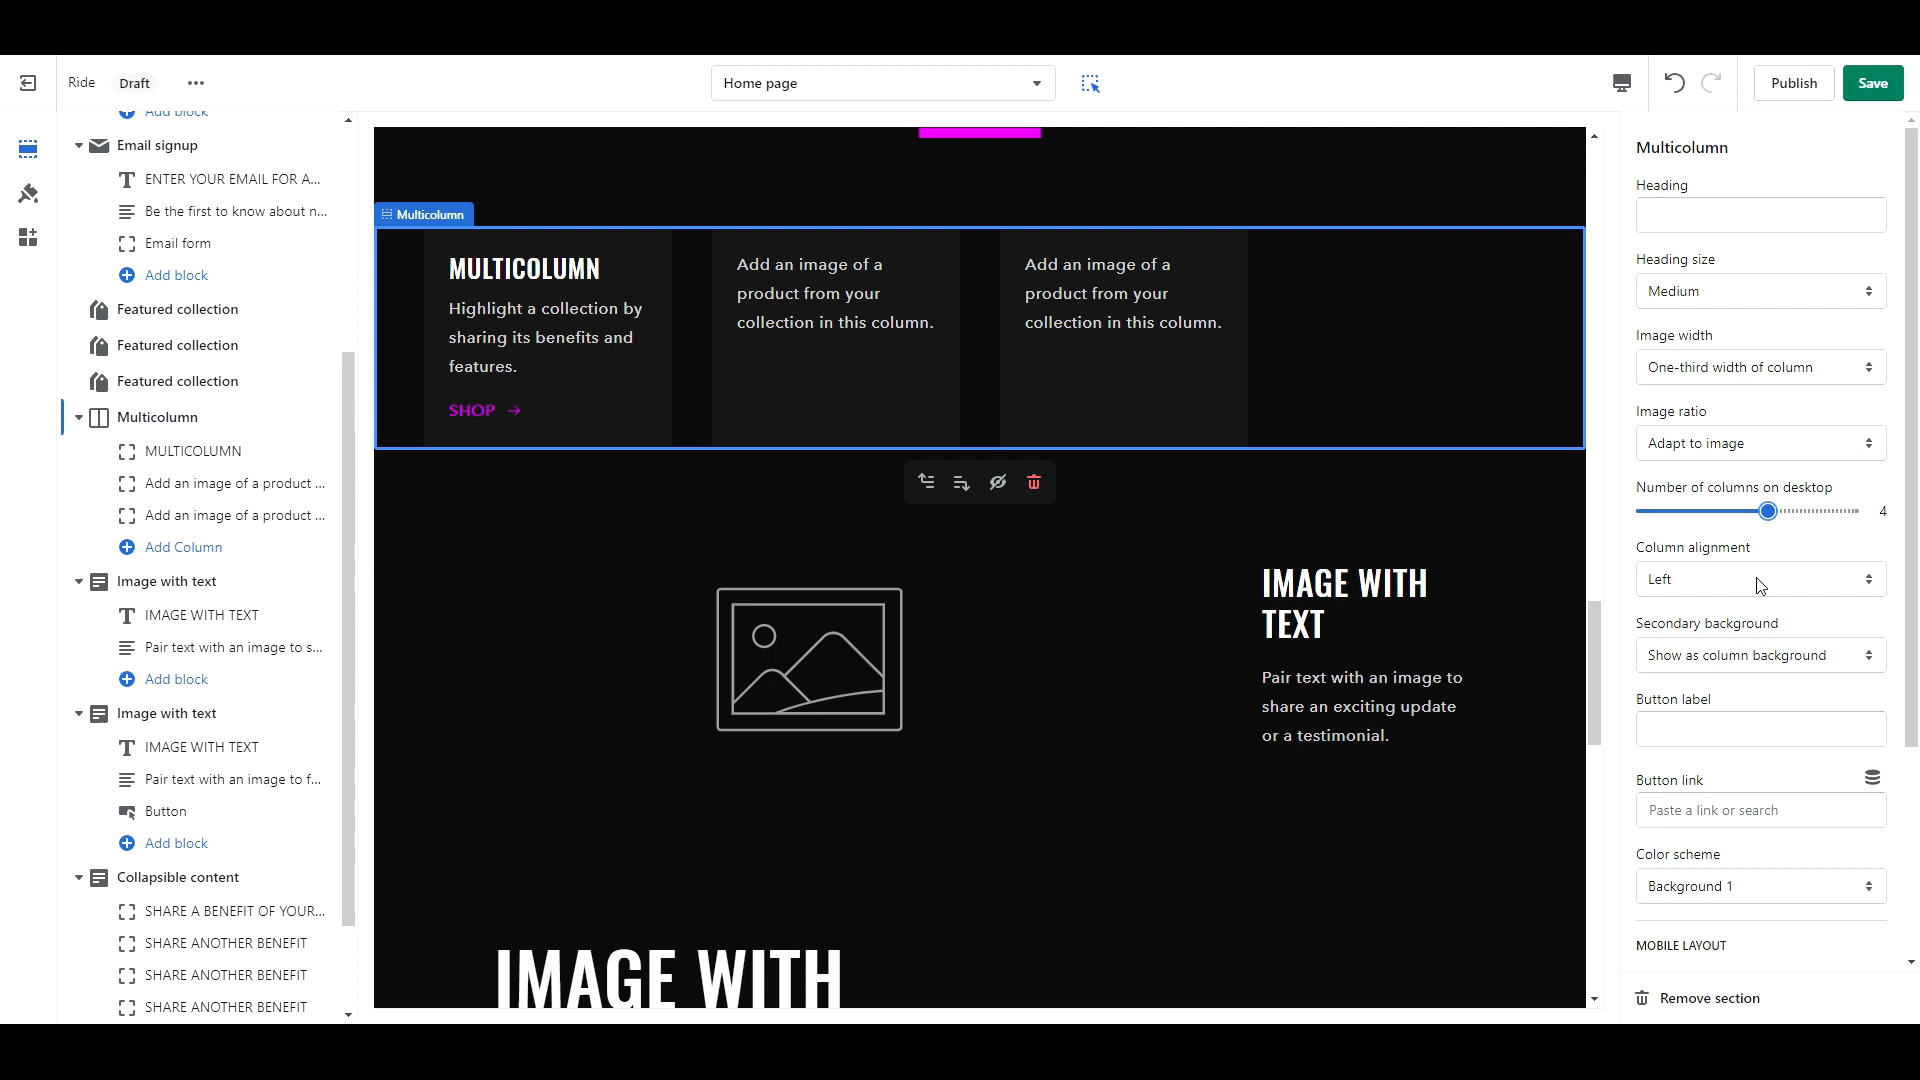 Ride
Draft
Home page
Publish
Save
Add block
Email signup
ENTER YOUR EMAIL FOR A...
Be the first to know about n...
Email form
Add block
Featured collection
Featured collection
Featured collection
Multicolumn
MULTICOLUMN
Add an image of a product ...
Add an image of a product ...
Add Column
Image with text
IMAGE WITH TEXT
Pair text with an image to s...
Add block
Image with text
IMAGE WITH TEXT
Pair text with an image to f...
Button
Add block
Collapsible content
SHARE A BENEFIT OF YOUR...
SHARE ANOTHER BENEFIT
SHARE ANOTHER BENEFIT
SHARE ANOTHER BENEFIT
Multicolumn
MULTICOLUMN
Highlight a collection by
sharing its benefits and
features.
SHOP →
Add an image of a
product from your
collection in this column.
Add an image of a
product from your
collection in this column.
IMAGE WITH
TEXT
Pair text with an image to
share an exciting update
or a testimonial.
IMAGE WITH
Multicolumn
Heading
Heading size
Medium
Image width
One-third width of column
Image ratio
Adapt to image
Number of columns on desktop
4
Column alignment
Left
Secondary background
Show as column background
Button label
Button link
Paste a link or search
Color scheme
Background 1
MOBILE LAYOUT
Remove section